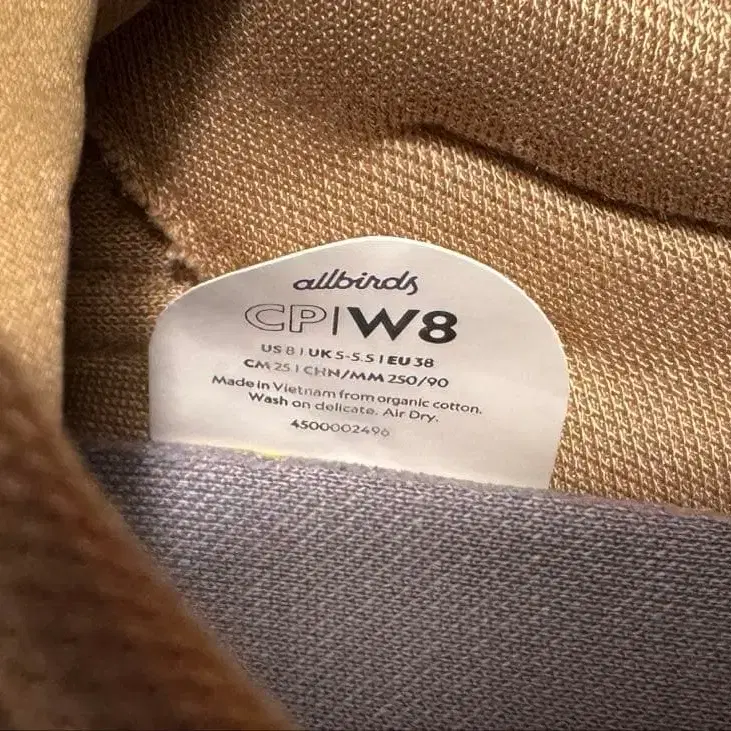 allbirds
CP|W8
US 8 | UK 5-5.5 | EU 38
CM 25 | CHN/MM 250/90
Made in Vietnam from organic cotton.
Wash on delicate. Air Dry.
4500002496